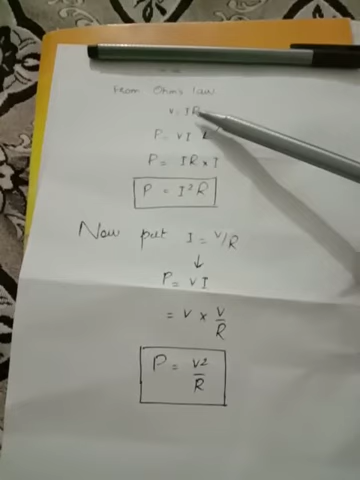 From Ohm's law
V = IR
P = VI
P = IR × I
P = I²R
Now put I = V/R
↓
P = VI
= V × V/R
P = V²/R